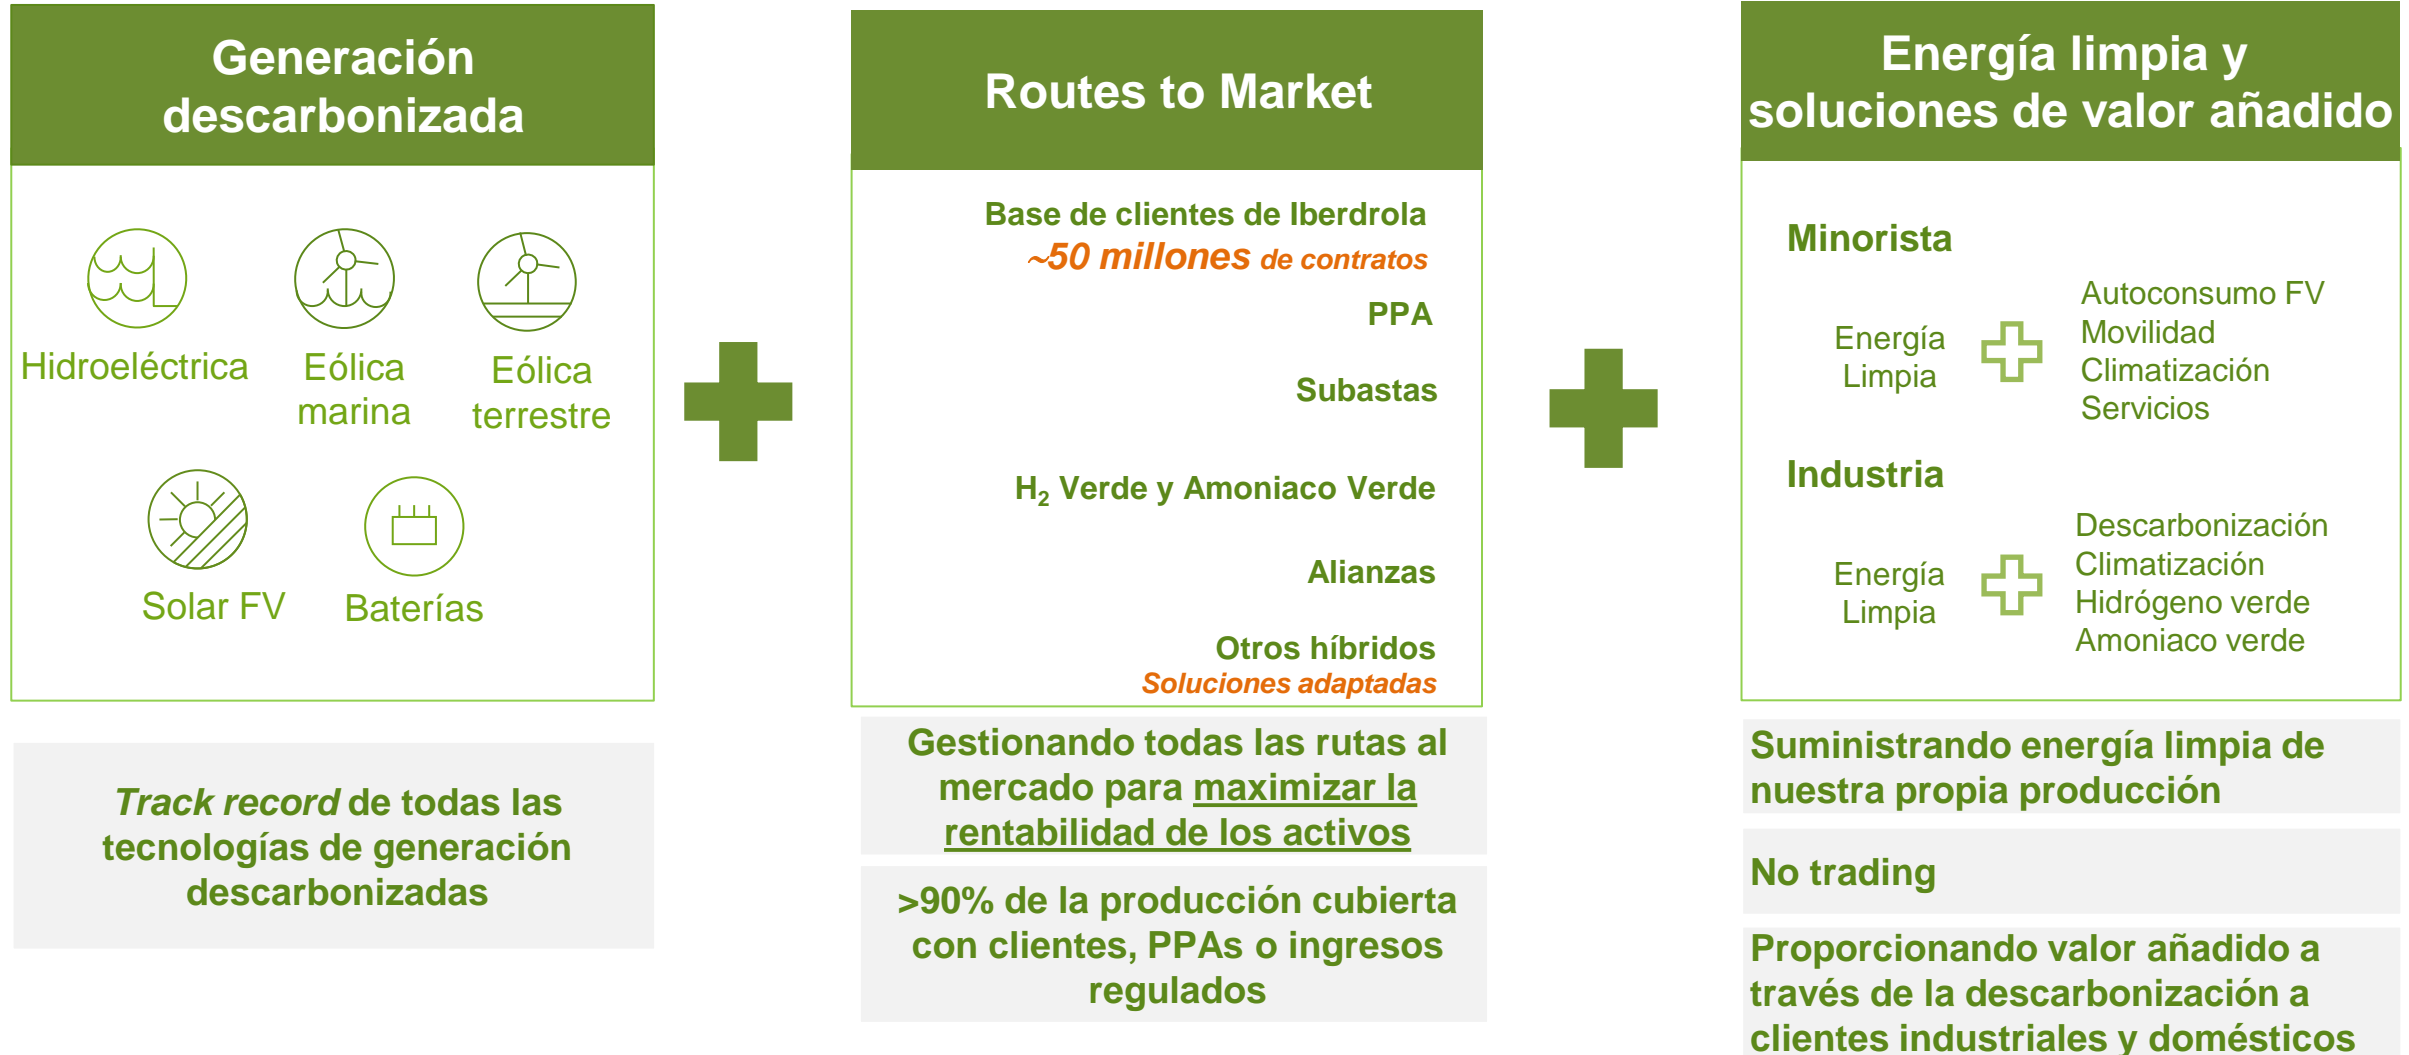 Generación
descarbonizada
Hidroeléctrica
Eólica
marina
Eólica
terrestre
Solar FV
Baterías
Track record de todas las
tecnologías de generación
descarbonizadas
Routes to Market
Base de clientes de Iberdrola
~50 millones de contratos
PPA
Subastas
H₂ Verde y Amoniaco Verde
Alianzas
Otros híbridos
Soluciones adaptadas
Gestionando todas las rutas al
mercado para maximizar la
rentabilidad de los activos
>90% de la producción cubierta
con clientes, PPAs o ingresos
regulados
Energía limpia y
soluciones de valor añadido
Minorista
Energía
Limpia
Autoconsumo FV
Movilidad
Climatización
Servicios
Industria
Energía
Limpia
Descarbonización
Climatización
Hidrógeno verde
Amoniaco verde
Suministrando energía limpia de
nuestra propia producción
No trading
Proporcionando valor añadido a
través de la descarbonización a
clientes industriales y domésticos